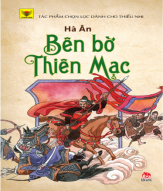 TÁC PHẨM CHỌN LỌC DÀNH CHO THIẾU NHI
Hà Ân
Bên bờ
Thiên Mạc